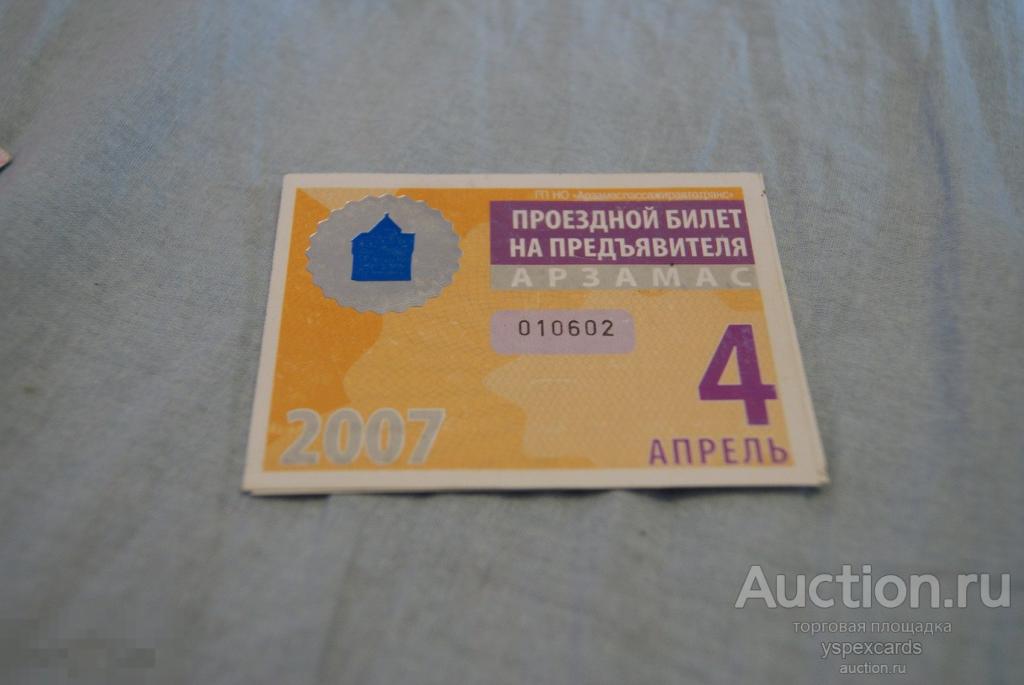 ГП НО «Арзамаспассажиравтотранс»
ПРОЕЗДНОЙ БИЛЕТ
НА ПРЕДЪЯВИТЕЛЯ
АРЗАМАС
010602
4
2007
АПРЕЛЬ
Auction.ru
торговая площадка
yspexcards
auction.ru